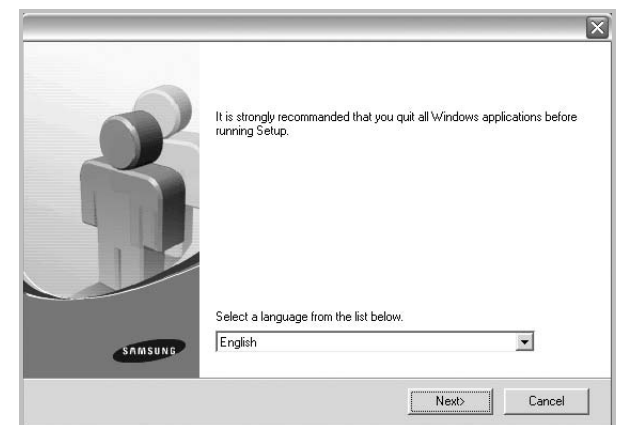 It is strongly recommanded that you quit all Windows applications before
running Setup.
Select a language from the list below.
English
SAMSUNG
Next>
Cancel